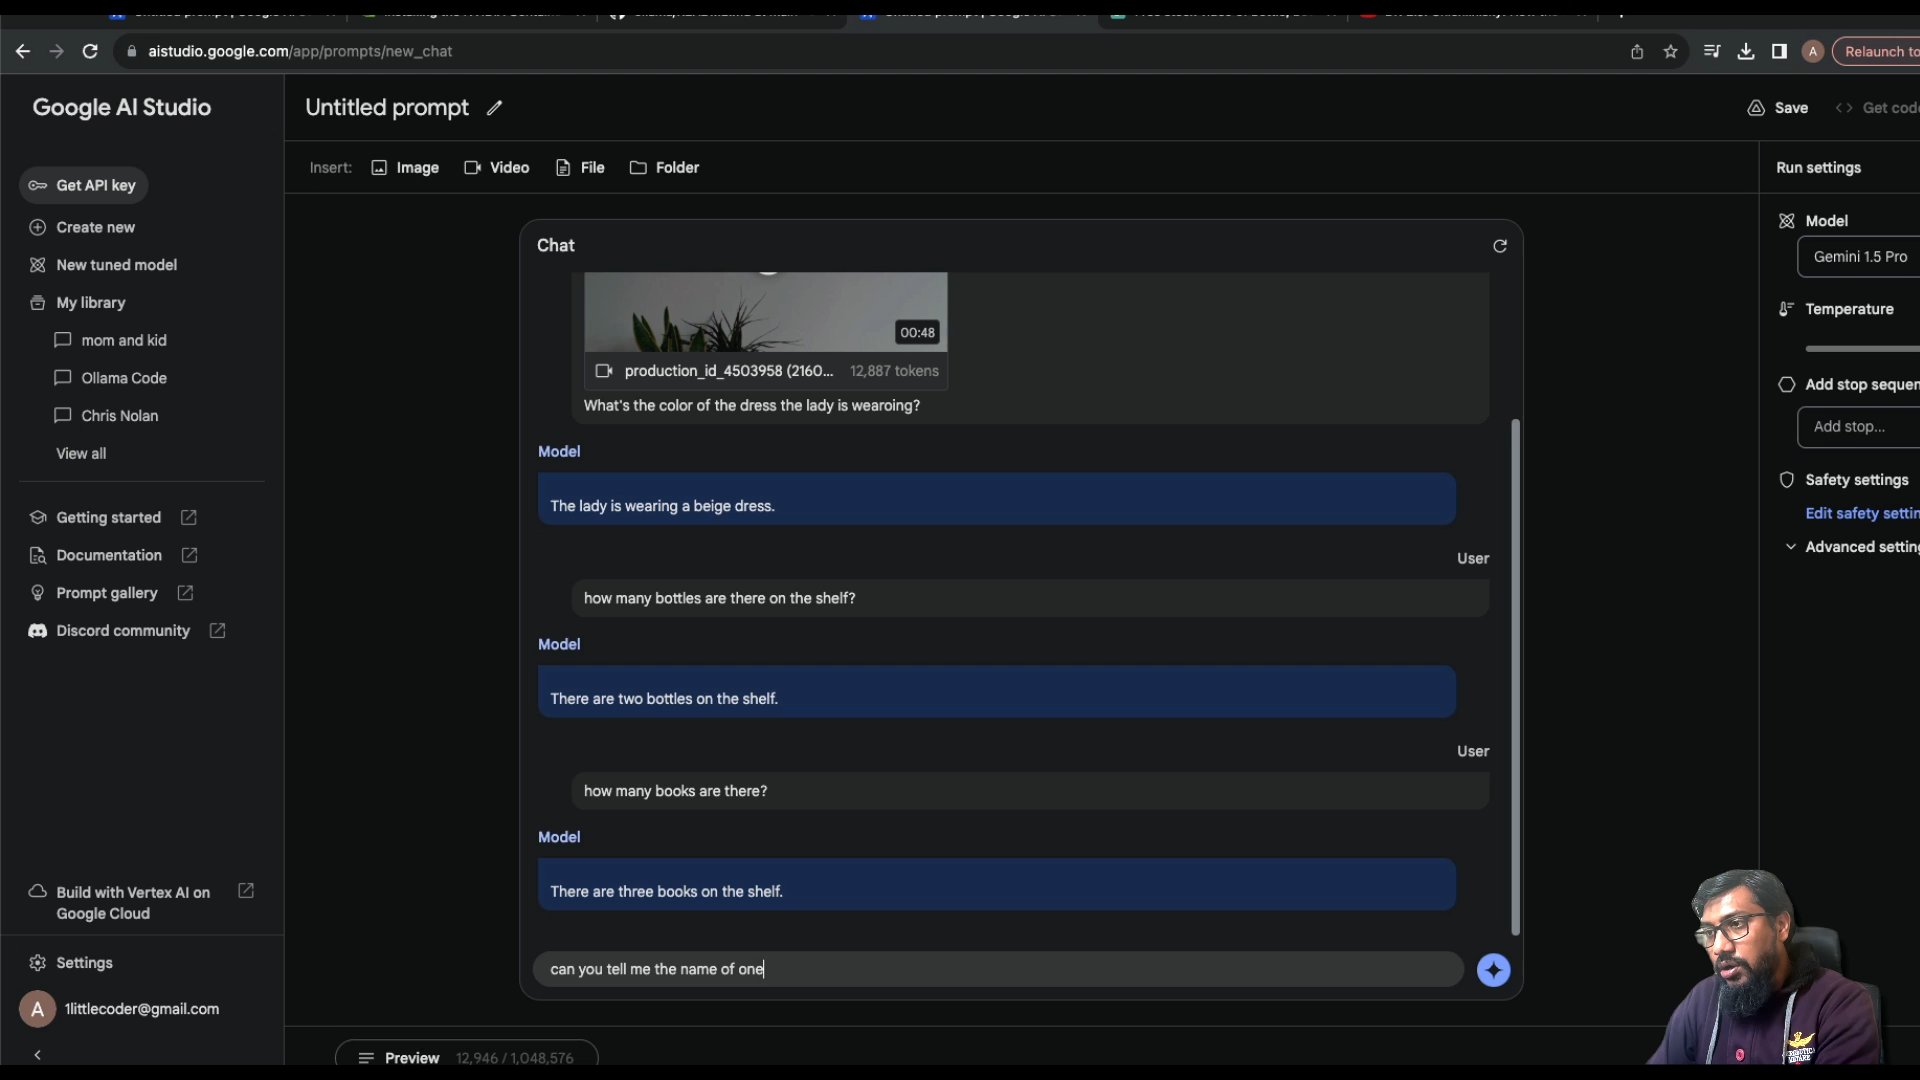 aistudio.google.com/app/prompts/new_chat
A
Relaunch to
Google AI Studio
Untitled prompt
Save
<> Get code
Insert: Image Video File Folder
Run settings
Get API key
Create new
New tuned model
My library
mom and kid
Ollama Code
Chris Nolan
View all
Getting started
Documentation
Prompt gallery
Discord community
Build with Vertex AI on
Google Cloud
Settings
A 1littlecoder@gmail.com
Chat
00:48
production_id_4503958 (2160... 12,887 tokens
What's the color of the dress the lady is wearoing?
Model
The lady is wearing a beige dress.
User
how many bottles are there on the shelf?
Model
There are two bottles on the shelf.
User
how many books are there?
Model
There are three books on the shelf.
can you tell me the name of one
Preview 12,946 / 1,048,576
Model
Gemini 1.5 Pro
Temperature
Add stop sequen
Add stop...
Safety settings
Edit safety settin
Advanced setting